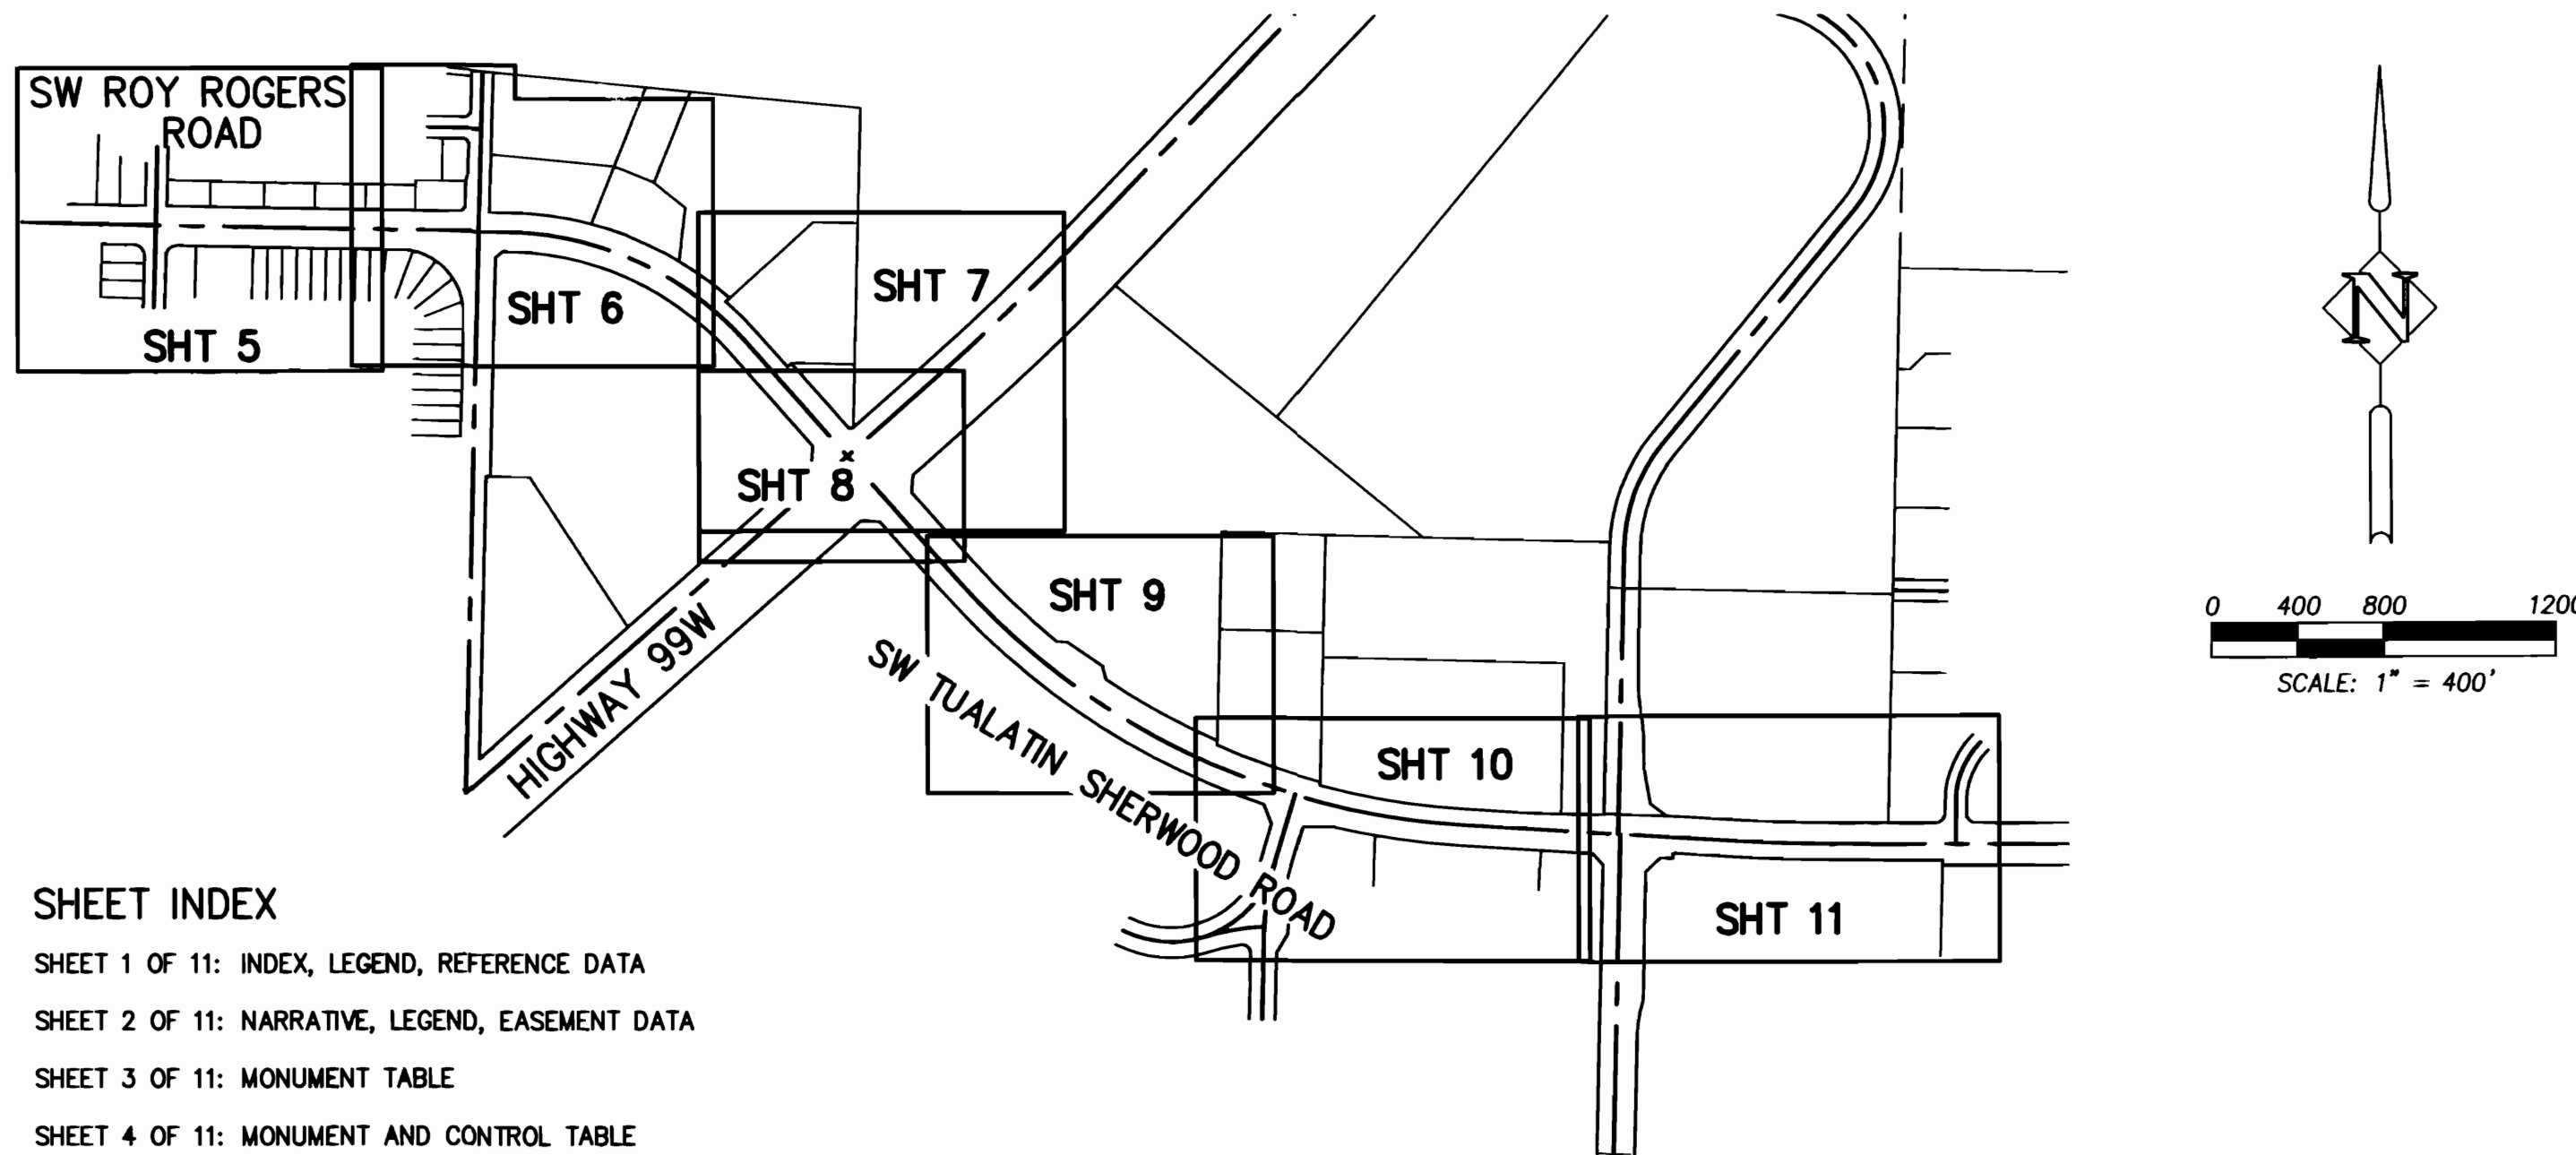 SW ROY ROGERS
ROAD
SHT 5
SHT 6
SHT 7
SHT 8
x
SHT 9
HIGHWAY 99W
SW TUALATIN SHERWOOD ROAD
SHT 10
SHT 11
N
0 400 800 1200
SCALE: 1" = 400'
SHEET INDEX
SHEET 1 OF 11: INDEX, LEGEND, REFERENCE DATA
SHEET 2 OF 11: NARRATIVE, LEGEND, EASEMENT DATA
SHEET 3 OF 11: MONUMENT TABLE
SHEET 4 OF 11: MONUMENT AND CONTROL TABLE